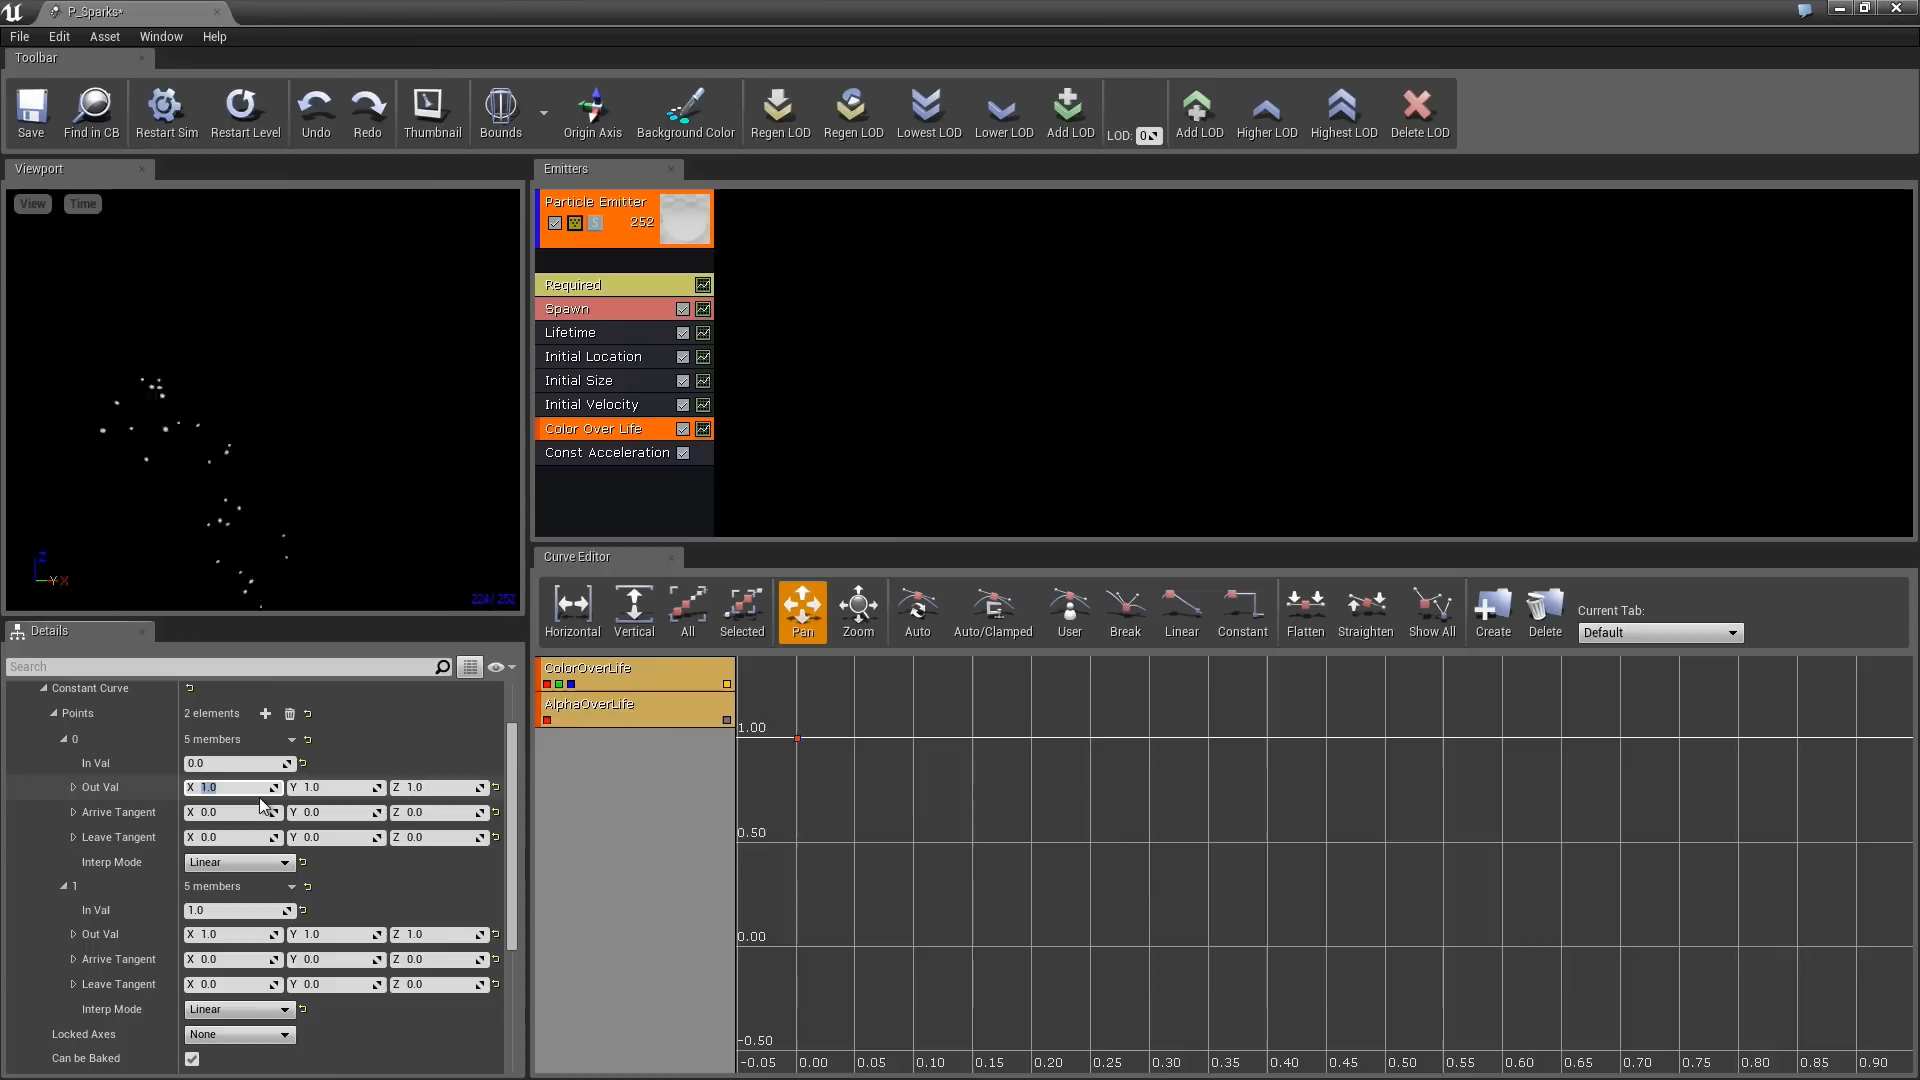 P_Sparks*
File Edit Asset Window Help
Toolbar
Save Find in CB Restart Sim Restart Level Undo Redo Thumbnail Bounds Origin Axis Background Color Regen LOD Regen LOD Lowest LOD Lower LOD Add LOD LOD: 0 Add LOD Higher LOD Highest LOD Delete LOD
Viewport
View Time
Z
Y X
224/ 252
Emitters
Particle Emitter
S 252
Required
Spawn
Lifetime
Initial Location
Initial Size
Initial Velocity
Color Over Life
Const Acceleration
Curve Editor
Horizontal Vertical All Selected Pan Zoom Auto Auto/Clamped User Break Linear Constant Flatten Straighten Show All Create Delete
Current Tab:
Default
ColorOverLife
AlphaOverLife
1.00
0.50
0.00
-0.50
-0.05 0.00 0.05 0.10 0.15 0.20 0.25 0.30 0.35 0.40 0.45 0.50 0.55 0.60 0.65 0.70 0.75 0.80 0.85 0.90
Details
Search
Constant Curve
Points 2 elements
0 5 members
In Val 0.0
Out Val X 1.0 Y 1.0 Z 1.0
Arrive Tangent X 0.0 Y 0.0 Z 0.0
Leave Tangent X 0.0 Y 0.0 Z 0.0
Interp Mode Linear
1 5 members
In Val 1.0
Out Val X 1.0 Y 1.0 Z 1.0
Arrive Tangent X 0.0 Y 0.0 Z 0.0
Leave Tangent X 0.0 Y 0.0 Z 0.0
Interp Mode Linear
Locked Axes None
Can be Baked